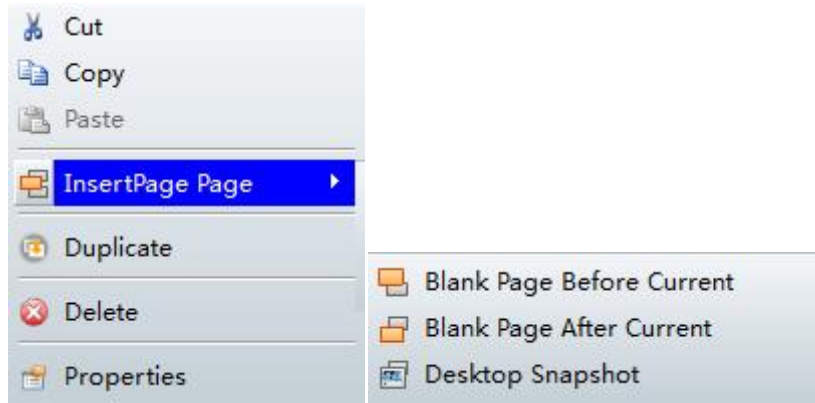 Cut
Copy
Paste
InsertPage Page
Duplicate
Delete
Properties
Blank Page Before Current
Blank Page After Current
Desktop Snapshot